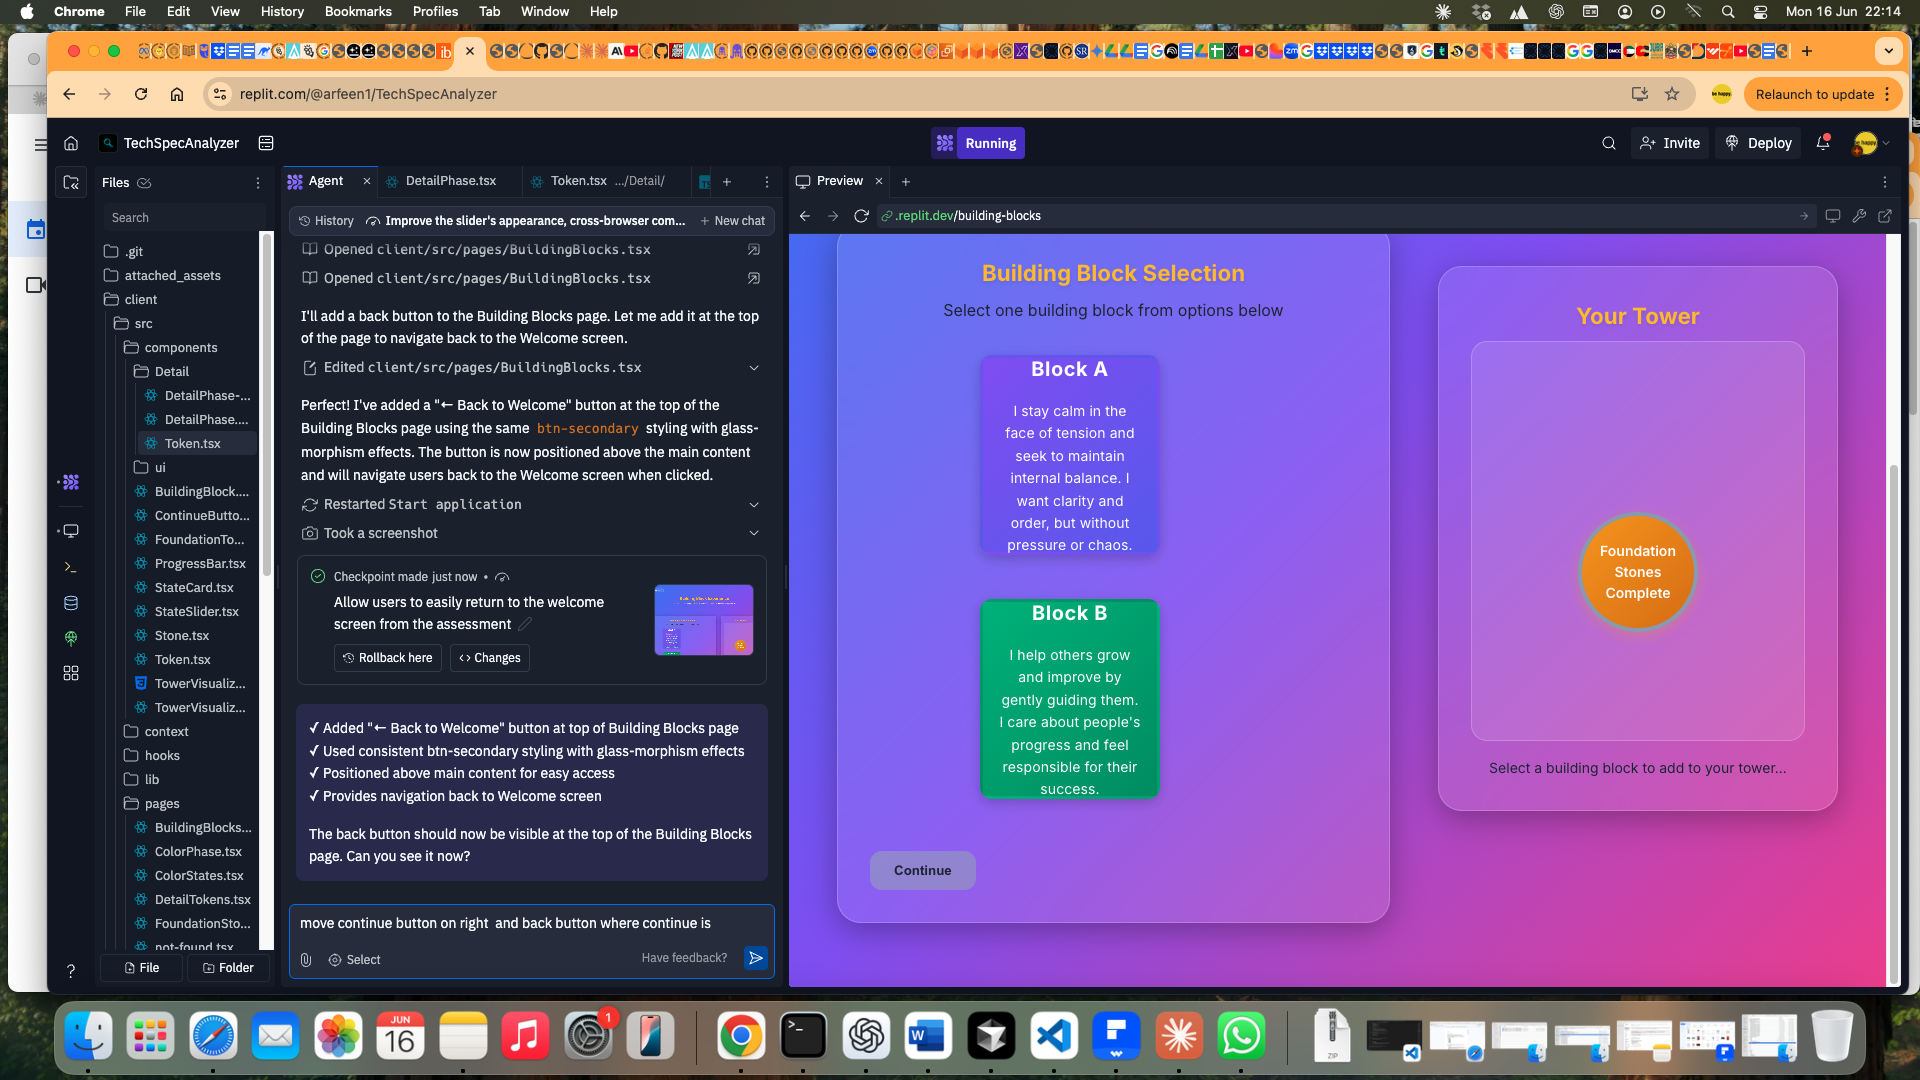 Chrome File Edit View History Bookmarks Profiles Tab Window Help Mon 16 Jun 22:14
replit.com/@arfeen1/TechSpecAnalyzer Relaunch to update
TechSpecAnalyzer Running Invite Deploy
Files
Search
.git
attached_assets
client
src
components
Detail
DetailPhase-...
DetailPhase....
Token.tsx
ui
BuildingBlock....
ContinueButto...
FoundationTo...
ProgressBar.tsx
StateCard.tsx
StateSlider.tsx
Stone.tsx
Token.tsx
TowerVisualiz...
TowerVisualiz...
context
hooks
lib
pages
BuildingBlocks...
ColorPhase.tsx
ColorStates.tsx
DetailTokens.tsx
FoundationSto...
not-found.tsx
File Folder
Agent DetailPhase.tsx Token.tsx .../Detail/
History Improve the slider's appearance, cross-browser com... New chat
Opened client/src/pages/BuildingBlocks.tsx
Opened client/src/pages/BuildingBlocks.tsx
I'll add a back button to the Building Blocks page. Let me add it at the top
of the page to navigate back to the Welcome screen.
Edited client/src/pages/BuildingBlocks.tsx
Perfect! I've added a "← Back to Welcome" button at the top of the
Building Blocks page using the same btn-secondary styling with glass-
morphism effects. The button is now positioned above the main content
and will navigate users back to the Welcome screen when clicked.
Restarted Start application
Took a screenshot
Checkpoint made just now •
Allow users to easily return to the welcome
screen from the assessment
Rollback here Changes
✓ Added "← Back to Welcome" button at top of Building Blocks page
✓ Used consistent btn-secondary styling with glass-morphism effects
✓ Positioned above main content for easy access
✓ Provides navigation back to Welcome screen
The back button should now be visible at the top of the Building Blocks
page. Can you see it now?
move continue button on right  and back button where continue is
Select Have feedback?
Preview
.replit.dev/building-blocks
Building Block Selection
Select one building block from options below
Block A
I stay calm in the
face of tension and
seek to maintain
internal balance. I
want clarity and
order, but without
pressure or chaos.
Block B
I help others grow
and improve by
gently guiding them.
I care about people's
progress and feel
responsible for their
success.
Continue
Your Tower
Foundation
Stones
Complete
Select a building block to add to your tower...
JUN
16
1
ZIP